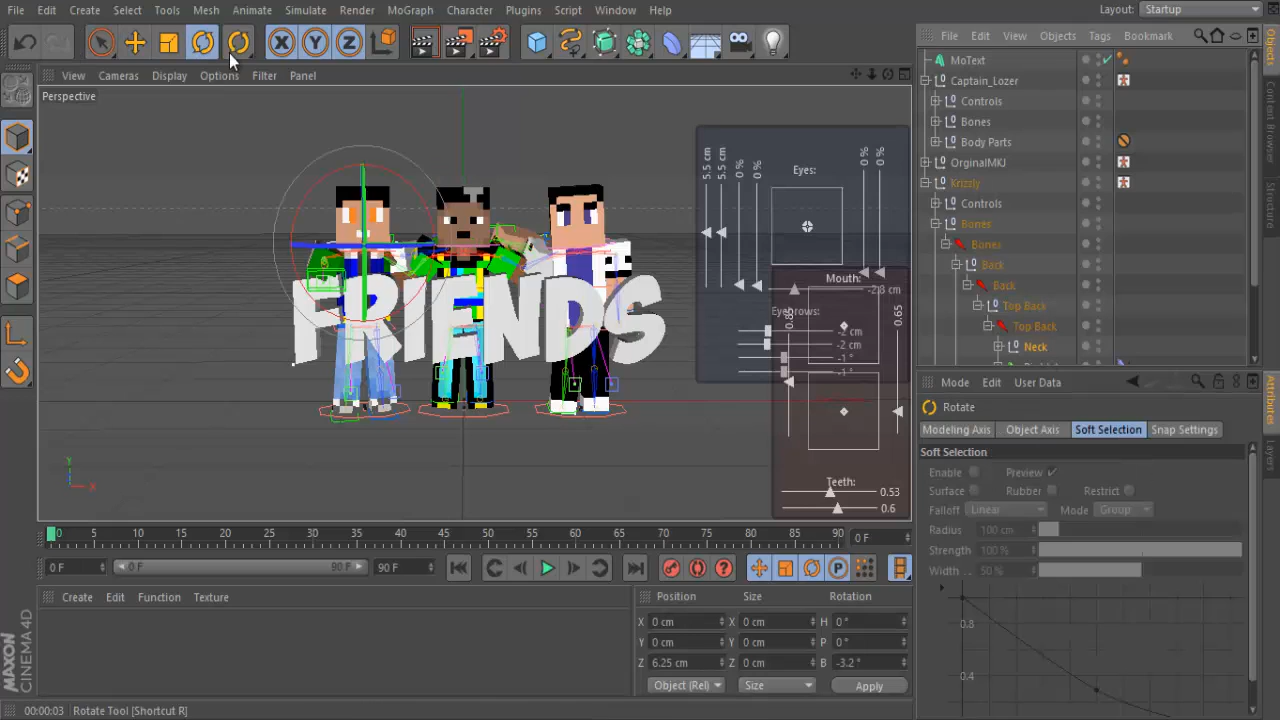 File Edit Create Select Tools Mesh Animate Simulate Render MoGraph Character Plugins Script Window Help Layout: Startup
X Y Z
File Edit View Objects Tags Bookmark
View Cameras Display Options Filter Panel
Perspective
MoText
Captain_Lozer
Controls
Bones
Body Parts
OrginalMKJ
Krizzly
Controls
Bones
Bones
Back
Back
Top Back
Top Back
Neck
Objects
Content Browser
Structure
5.5 cm
5.5 cm
0 %
0 %
Eyes:
0 %
0 %
Mouth:
Eyebrows:
-2 cm
-2 cm
-1 °
-1 °
0.65
Teeth:
0.53
0.6
FRIENDS
Y
X
Mode Edit User Data
Rotate
Modeling Axis Object Axis Soft Selection Snap Settings
Soft Selection
Enable Preview
Surface Rubber Restrict
Falloff Linear Mode Group
Radius 100 cm
Strength 100 %
Width . . 50 %
0.8
0.4
Attributes
Layers
0 5 10 15 20 25 30 35 40 45 50 55 60 65 70 75 80 85 90 0 F
0 F 0 F 90 F 90 F
P
Create Edit Function Texture
Position Size Rotation
X 0 cm X 0 cm H 0 °
Y 0 cm Y 0 cm P 0 °
Z 6.25 cm Z 0 cm B -3.2 °
Object (Rel) Size Apply
MAXON
CINEMA 4D
00:00:03 Rotate Tool [Shortcut R]